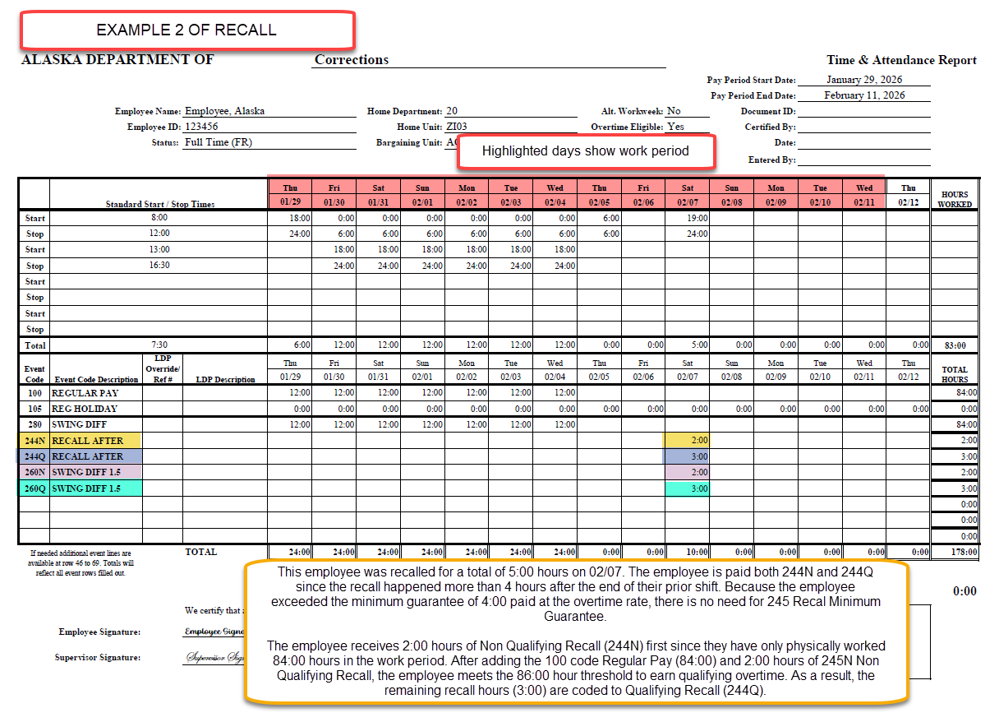 EXAMPLE 2 OF RECALL
ALASKA DEPARTMENT OF Corrections Time & Attendance Report
Pay Period Start Date: January 29, 2026
Pay Period End Date: February 11, 2026
Employee Name: Employee, Alaska Home Department: 20 Alt. Workweek: No Document ID:
Employee ID: 123456 Home Unit: ZI03 Overtime Eligible: Yes Certified By:
Status: Full Time (FR) Bargaining Unit: Date:
Highlighted days show work period
Entered By:
Thu Fri Sat Sun Mon Tue Wed Thu Fri Sat Sun Mon Tue Wed Thu HOURS WORKED
Standard Start / Stop Times 01/29 01/30 01/31 02/01 02/02 02/03 02/04 02/05 02/06 02/07 02/08 02/09 02/10 02/11 02/12
Start 8:00 18:00 0:00 0:00 0:00 0:00 0:00 0:00 6:00 19:00
Stop 12:00 24:00 6:00 6:00 6:00 6:00 6:00 6:00 6:00 24:00
Start 13:00 18:00 18:00 18:00 18:00 18:00 18:00
Stop 16:30 24:00 24:00 24:00 24:00 24:00 24:00
Start
Stop
Start
Stop
Total 7:30 6:00 12:00 12:00 12:00 12:00 12:00 12:00 0:00 0:00 5:00 0:00 0:00 0:00 0:00 0:00 83:00
Event Code Event Code Description LDP Override/ Ref # LDP Description Thu Fri Sat Sun Mon Tue Wed Thu Fri Sat Sun Mon Tue Wed Thu TOTAL HOURS
01/29 01/30 01/31 02/01 02/02 02/03 02/04 02/05 02/06 02/07 02/08 02/09 02/10 02/11 02/12
100 REGULAR PAY 12:00 12:00 12:00 12:00 12:00 12:00 12:00 84:00
105 REG HOLIDAY 0:00 0:00 0:00 0:00 0:00 0:00 0:00 0:00 0:00 0:00 0:00 0:00 0:00 0:00 0:00 0:00
280 SWING DIFF 12:00 12:00 12:00 12:00 12:00 12:00 12:00 84:00
244N RECALL AFTER 2:00 2:00
244Q RECALL AFTER 3:00 3:00
260N SWING DIFF 1.5 2:00 2:00
260Q SWING DIFF 1.5 3:00 3:00
0:00
0:00
0:00
If needed additional event lines are
available at row 46 to 69. Totals will
reflect all event rows filled out.
TOTAL 24:00 24:00 24:00 24:00 24:00 24:00 24:00 0:00 0:00 10:00 0:00 0:00 0:00 0:00 0:00 178:00
This employee was recalled for a total of 5:00 hours on 02/07. The employee is paid both 244N and 244Q
since the recall happened more than 4 hours after the end of their prior shift. Because the employee
exceeded the minimum guarantee of 4:00 paid at the overtime rate, there is no need for 245 Recal Minimum
Guarantee.
The employee receives 2:00 hours of Non Qualifying Recall (244N) first since they have only physically worked
84:00 hours in the work period. After adding the 100 code Regular Pay (84:00) and 2:00 hours of 245N Non
Qualifying Recall, the employee meets the 86:00 hour threshold to earn qualifying overtime. As a result, the
remaining recall hours (3:00) are coded to Qualifying Recall (244Q).
0:00
We certify that
Employee Signature: Employee
Supervisor Signature: Supervisor